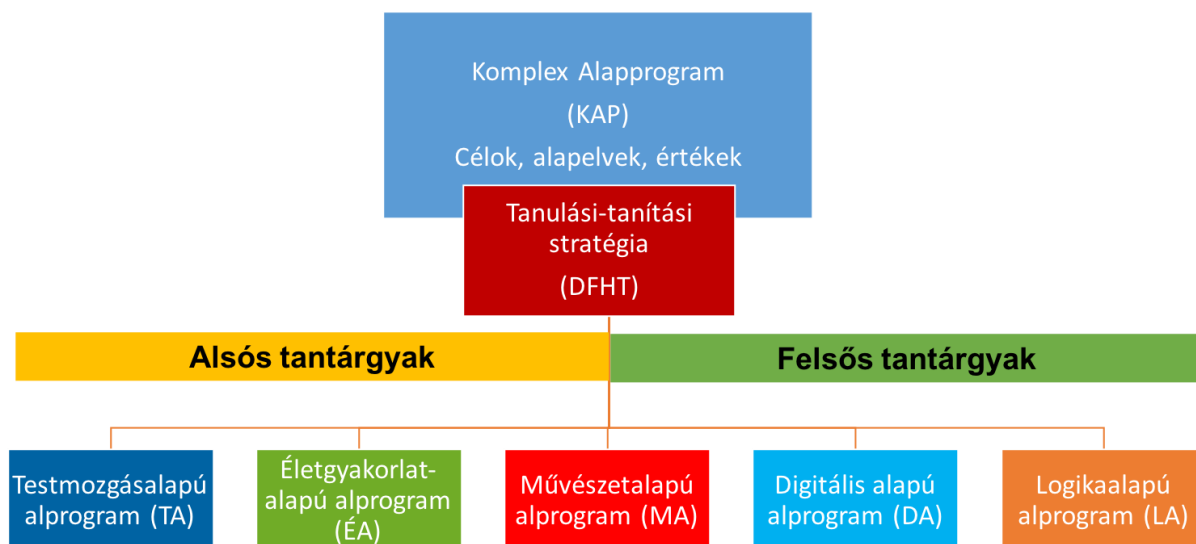 Komplex Alapprogram
(KAP)
Célok, alapelvek, értékek
Tanulási-tanítási
stratégia
(DFHT)
Alsós tantárgyak
Felsős tantárgyak
Testmozgásalapú
alprogram (TA)
Életgyakorlat-
alapú alprogram
(ÉA)
Művészetalapú
alprogram (MA)
Digitális alapú
alprogram (DA)
Logikaalapú
alprogram (LA)